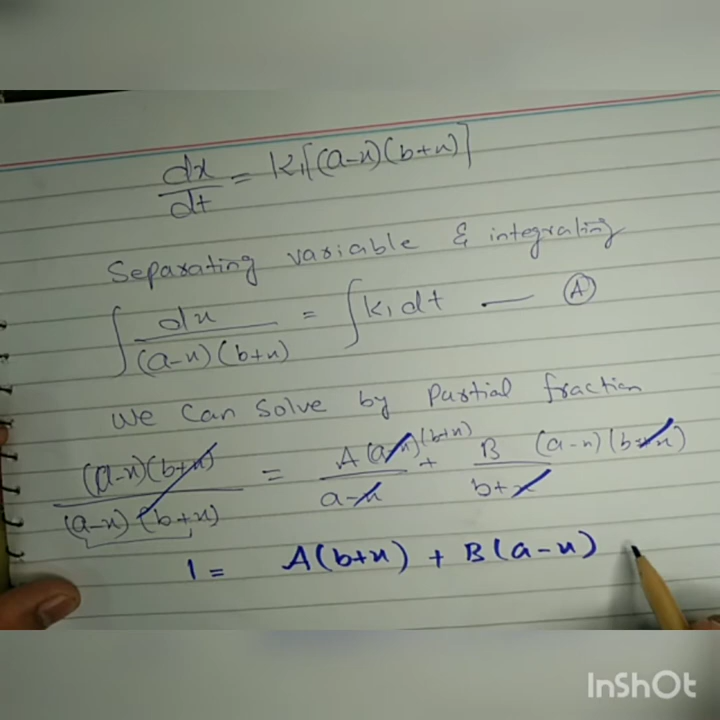 dx/dt = K₁[(a-x)(b+x)]
Separating variable & integrating
∫ dx/(a-x)(b+x) = ∫ K₁dt — Ⓐ
We can solve by Partial fraction
(a-x)(b+x)/(a-x)(b+x) = A(a-x)(b+x)/a-x + B (a-x)(b+x)/b+x
1 = A(b+x) + B(a-x)
InShOt